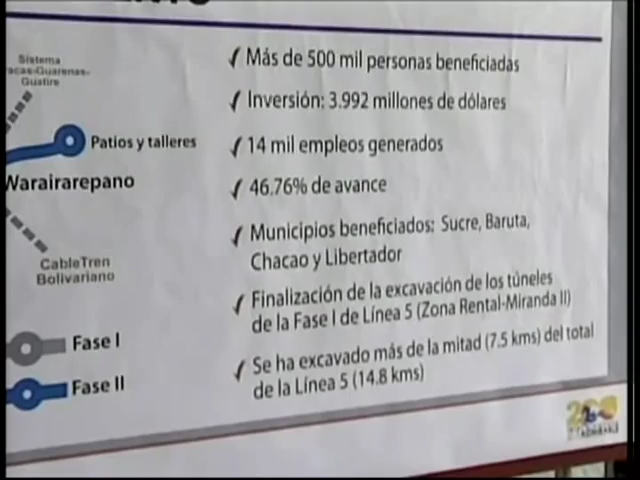 Sistema
Guatire
Patios y talleres
Warairarepano
CableTren
Bolivariano
Fase I
Fase II
✓ Más de 500 mil personas beneficiadas
✓ Inversión: 3.992 millones de dólares
✓ 14 mil empleos generados
✓ 46.76% de avance
✓ Municipios beneficiados: Sucre, Baruta,
Chacao y Libertador
✓ Finalización de la excavación de los túneles
de la Fase I de Línea 5 (Zona Rental-Miranda II)
✓ Se ha excavado más de la mitad (7.5 kms) del total
de la Línea 5 (14.8 kms)